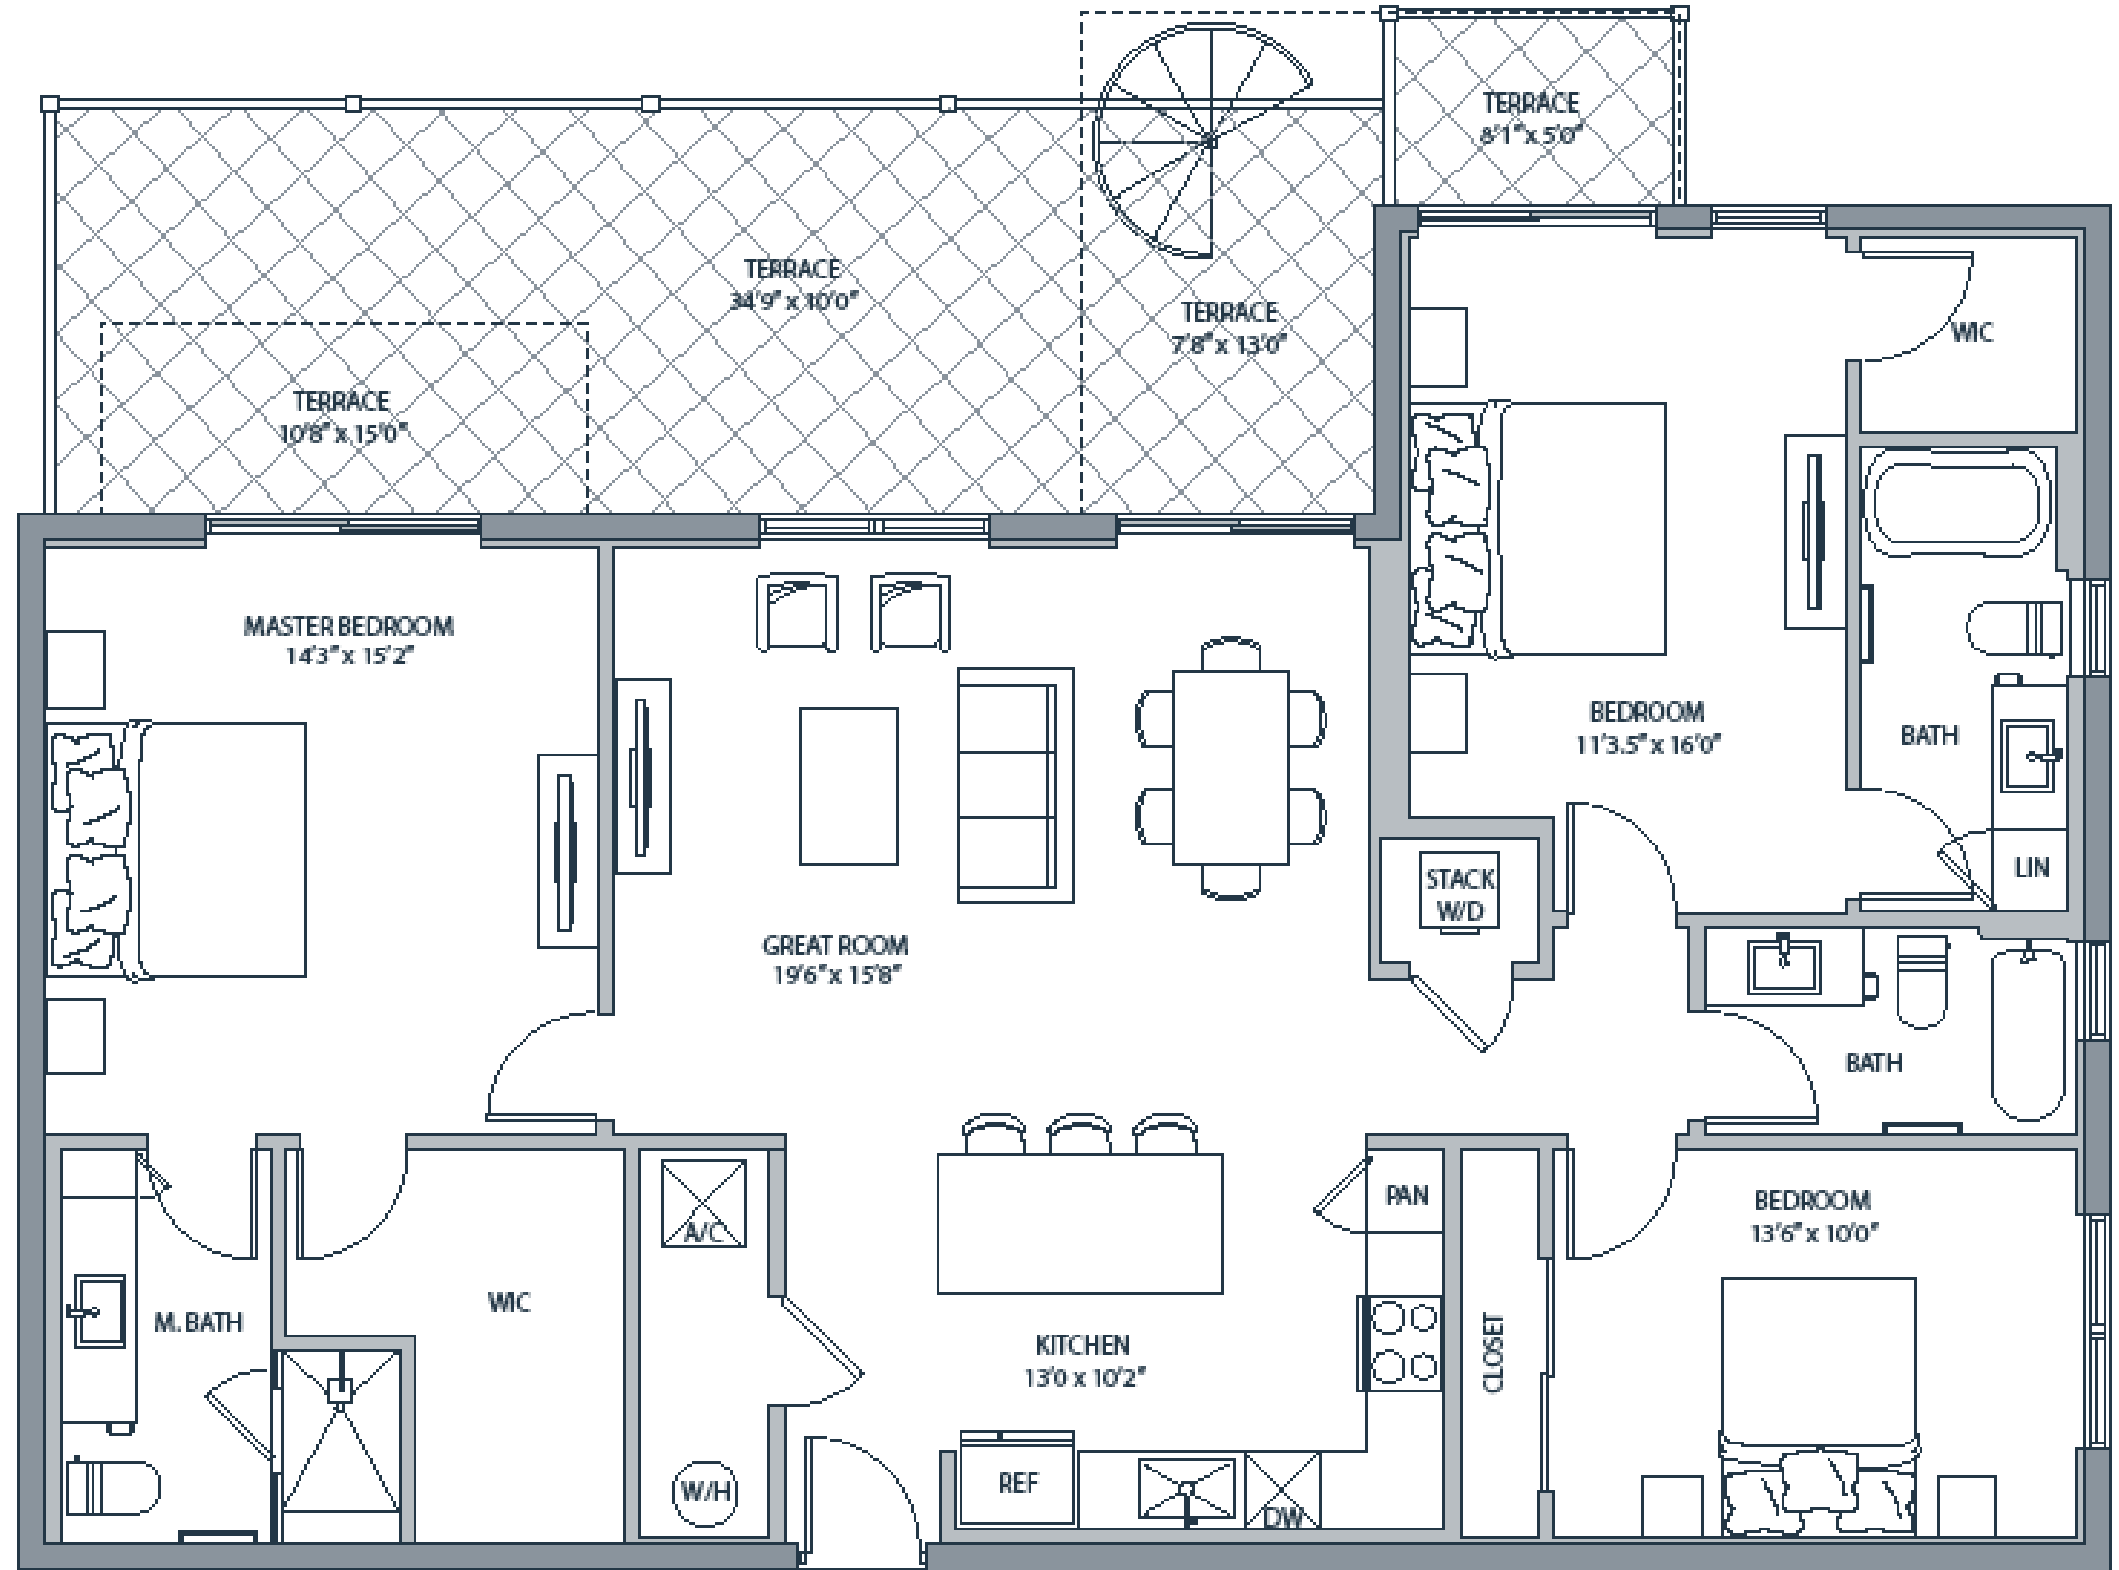 TERRACE
8'1" x 5'0"
TERRACE
34'9" x 10'0"
TERRACE
7'8" x 13'0"
WIC
TERRACE
10'8" x 15'0"
MASTER BEDROOM
14'3" x 15'2"
BEDROOM
11'3.5" x 16'0"
BATH
LIN
STACK
W/D
GREAT ROOM
19'6" x 15'8"
BATH
A/C
PAN
BEDROOM
13'6" x 10'0"
WIC
M. BATH
KITCHEN
13'0 x 10'2"
CLOSET
REF
W/H
DW